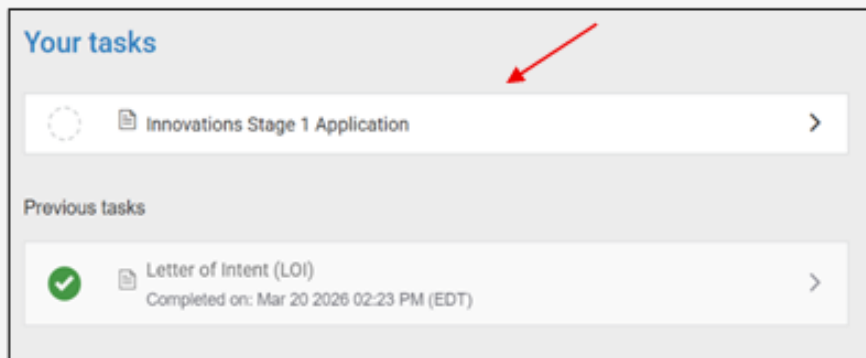 Your tasks
Innovations Stage 1 Application
Previous tasks
Letter of Intent (LOI)
Completed on: Mar 20 2026 02:23 PM (EDT)